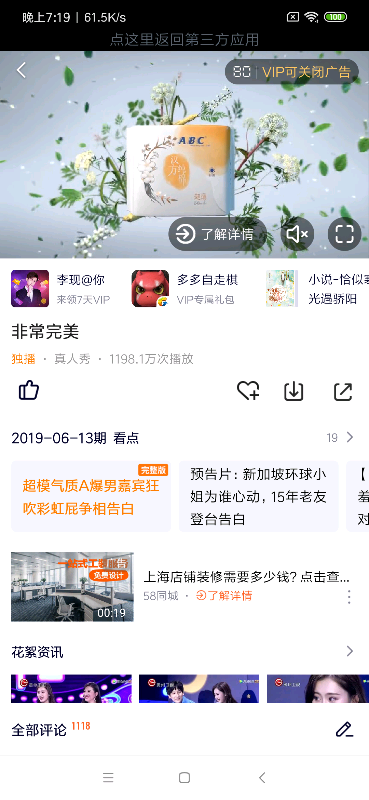 晚上7:19 | 61.5K/s
100
点这里返回第三方应用
80 | VIP可关闭广告
ABC
了解详情
李现@你
来领7天VIP
多多自走棋
VIP专属礼包
小说-恰似寒
光遇骄阳
非常完美
独播 · 真人秀 · 1198.1万次播放
2019-06-13期 看点
19
完整版
超模气质A爆男嘉宾狂
吹彩虹屁争相告白
预告片：新加坡环球小
姐为谁心动，15年老友
登台告白
【
羞
对
一站式工装
免费设计
00:19
上海店铺装修需要多少钱？点击查...
58同城 · 了解详情
花絮资讯
全部评论 1118